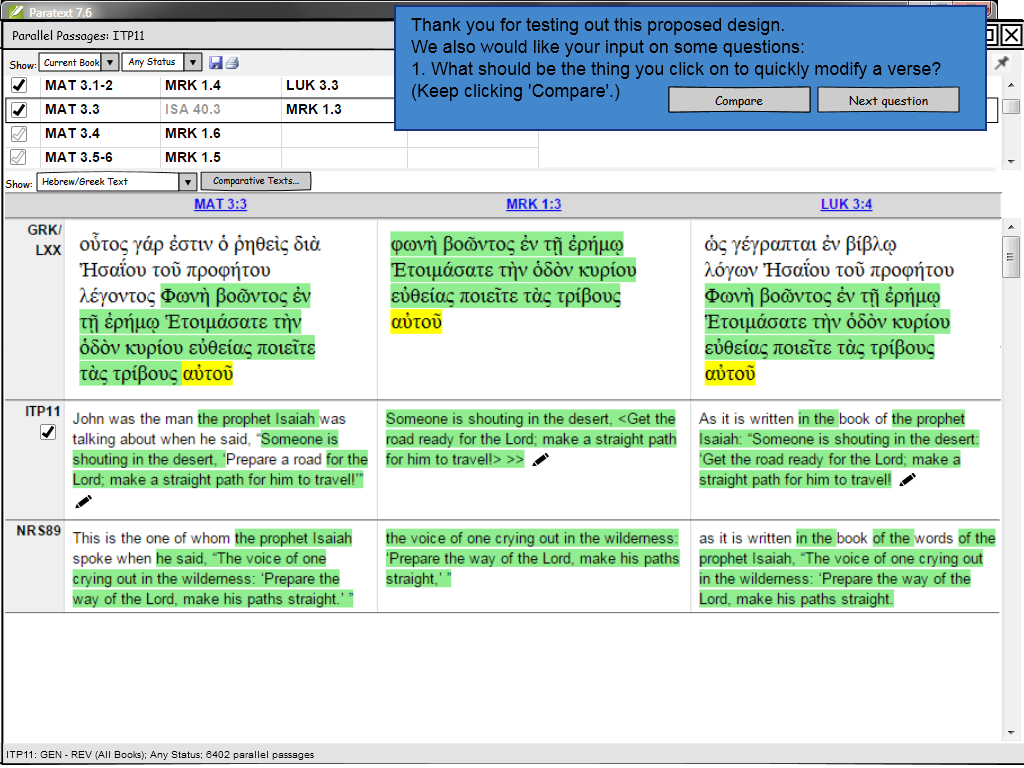 Paratext 7.6
Parallel Passages: ITP11
Thank you for testing out this proposed design.
We also would like your input on some questions:
1. What should be the thing you click on to quickly modify a verse?
(Keep clicking 'Compare'.)
Compare Next question
Show: Current Book Any Status
MAT 3.1-2 MRK 1.4 LUK 3.3
MAT 3.3 ISA 40.3 MRK 1.3
MAT 3.4 MRK 1.6
MAT 3.5-6 MRK 1.5
Show: Hebrew/Greek Text Comparative Texts...
MAT 3:3 MRK 1:3 LUK 3:4
GRK/
LXX
οὗτος γάρ ἐστιν ὁ ῥηθεὶς διὰ
Ἠσαΐου τοῦ προφήτου
λέγοντος Φωνὴ βοῶντος ἐν
τῇ ἐρήμῳ Ἑτοιμάσατε τὴν
ὁδὸν κυρίου εὐθείας ποιεῖτε
τὰς τρίβους αὐτοῦ
φωνὴ βοῶντος ἐν τῇ ἐρήμῳ
Ἑτοιμάσατε τὴν ὁδὸν κυρίου
εὐθείας ποιεῖτε τὰς τρίβους
αὐτοῦ
ὡς γέγραπται ἐν βίβλῳ
λόγων Ἠσαΐου τοῦ προφήτου
Φωνὴ βοῶντος ἐν τῇ ἐρήμῳ
Ἑτοιμάσατε τὴν ὁδὸν κυρίου
εὐθείας ποιεῖτε τὰς τρίβους
αὐτοῦ
ITP11
John was the man the prophet Isaiah was
talking about when he said, “Someone is
shouting in the desert, ‘Prepare a road for the
Lord; make a straight path for him to travel!’”
Someone is shouting in the desert, <Get the
road ready for the Lord; make a straight path
for him to travel!> >>
As it is written in the book of the prophet
Isaiah: “Someone is shouting in the desert:
‘Get the road ready for the Lord; make a
straight path for him to travel!
NRS89
This is the one of whom the prophet Isaiah
spoke when he said, “The voice of one
crying out in the wilderness: ‘Prepare the
way of the Lord, make his paths straight.’ ”
the voice of one crying out in the wilderness:
‘Prepare the way of the Lord, make his paths
straight,’ ”
as it is written in the book of the words of the
prophet Isaiah, “The voice of one crying out
in the wilderness: ‘Prepare the way of the
Lord, make his paths straight.
ITP11: GEN - REV (All Books); Any Status; 6402 parallel passages